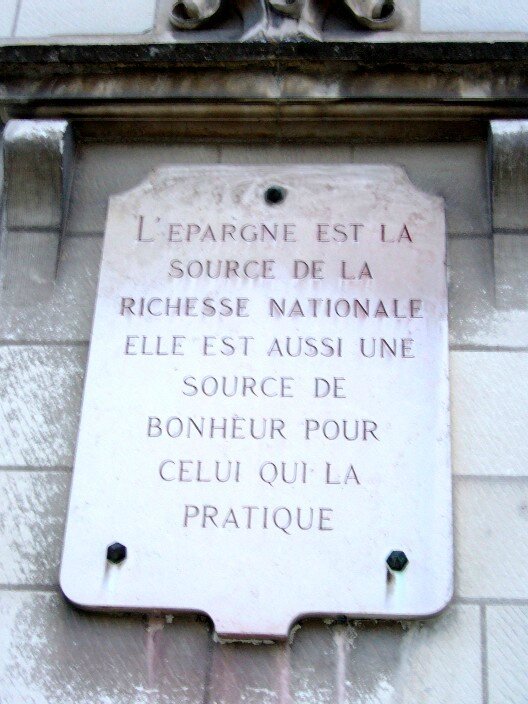 L'EPARGNE EST LA
SOURCE DE LA
RICHESSE NATIONALE
ELLE EST AUSSI UNE
SOURCE DE
BONHEUR POUR
CELUI QUI LA
PRATIQUE